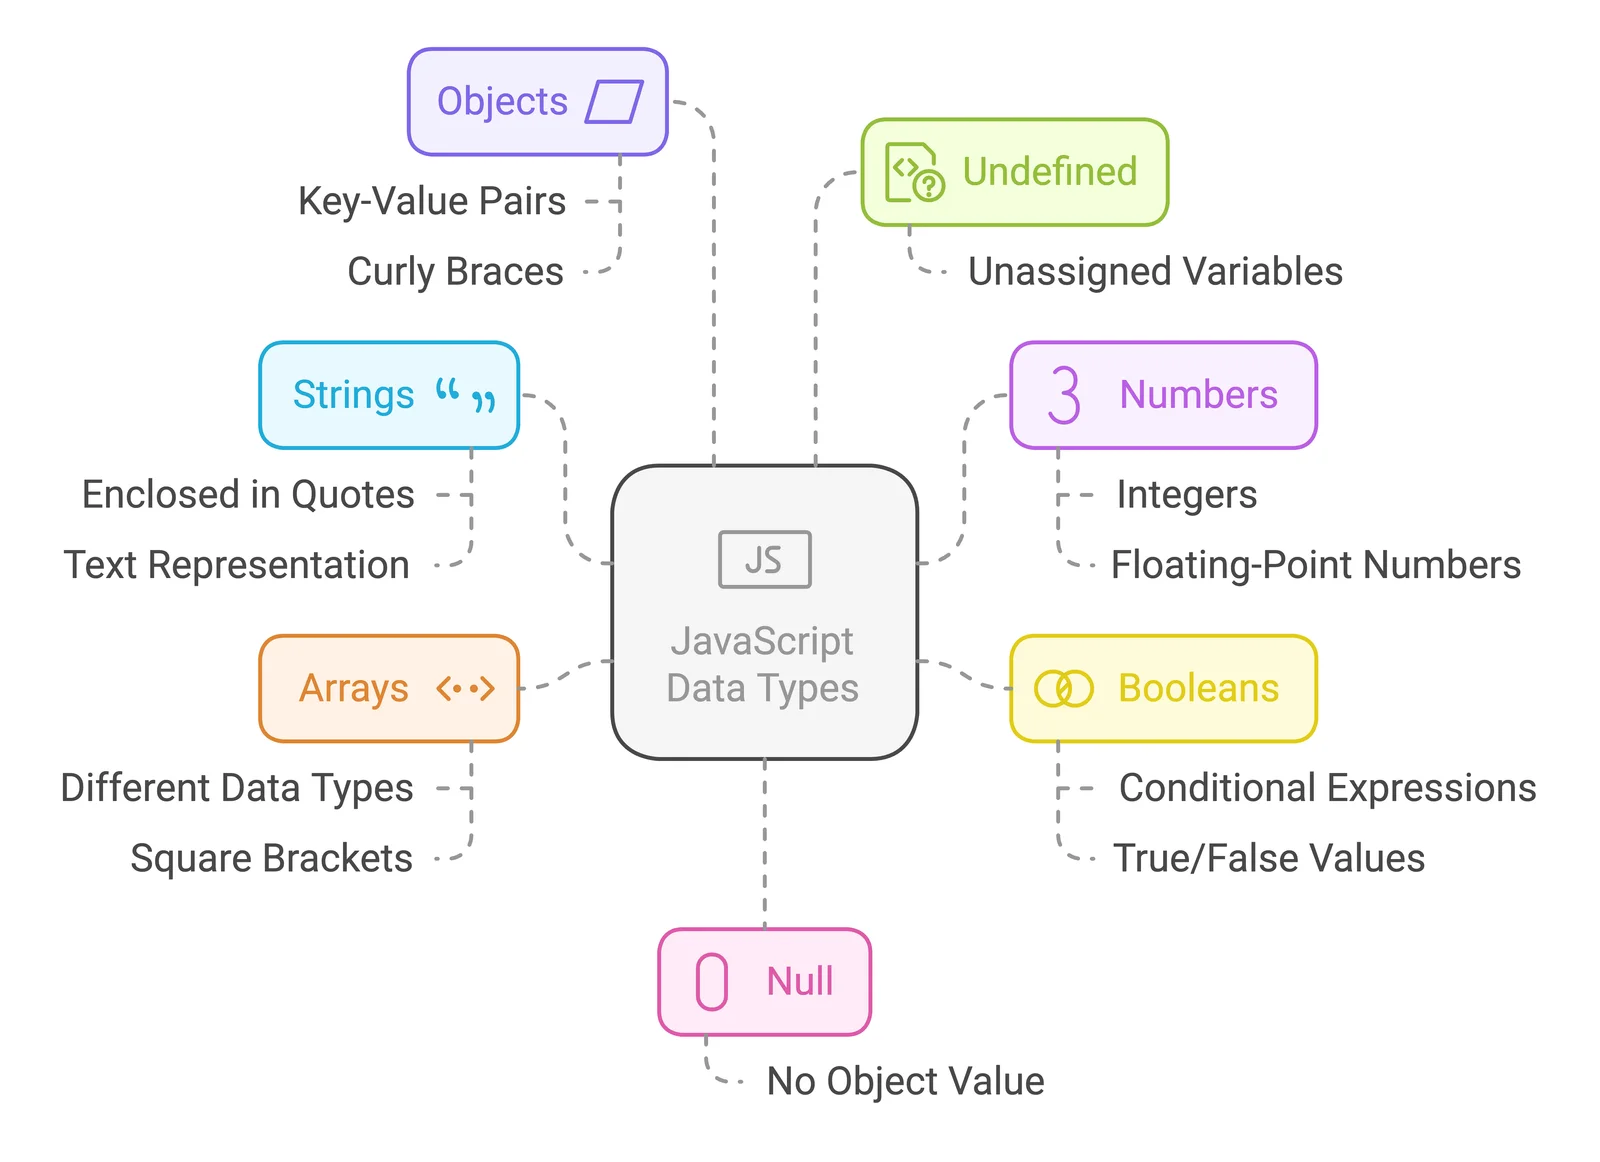 Objects
Key-Value Pairs
Curly Braces
Undefined
Unassigned Variables
Strings “ ”
Enclosed in Quotes
Text Representation
3 Numbers
Integers
Floating-Point Numbers
JS
JavaScript
Data Types
Arrays
Different Data Types
Square Brackets
Booleans
Conditional Expressions
True/False Values
0 Null
No Object Value